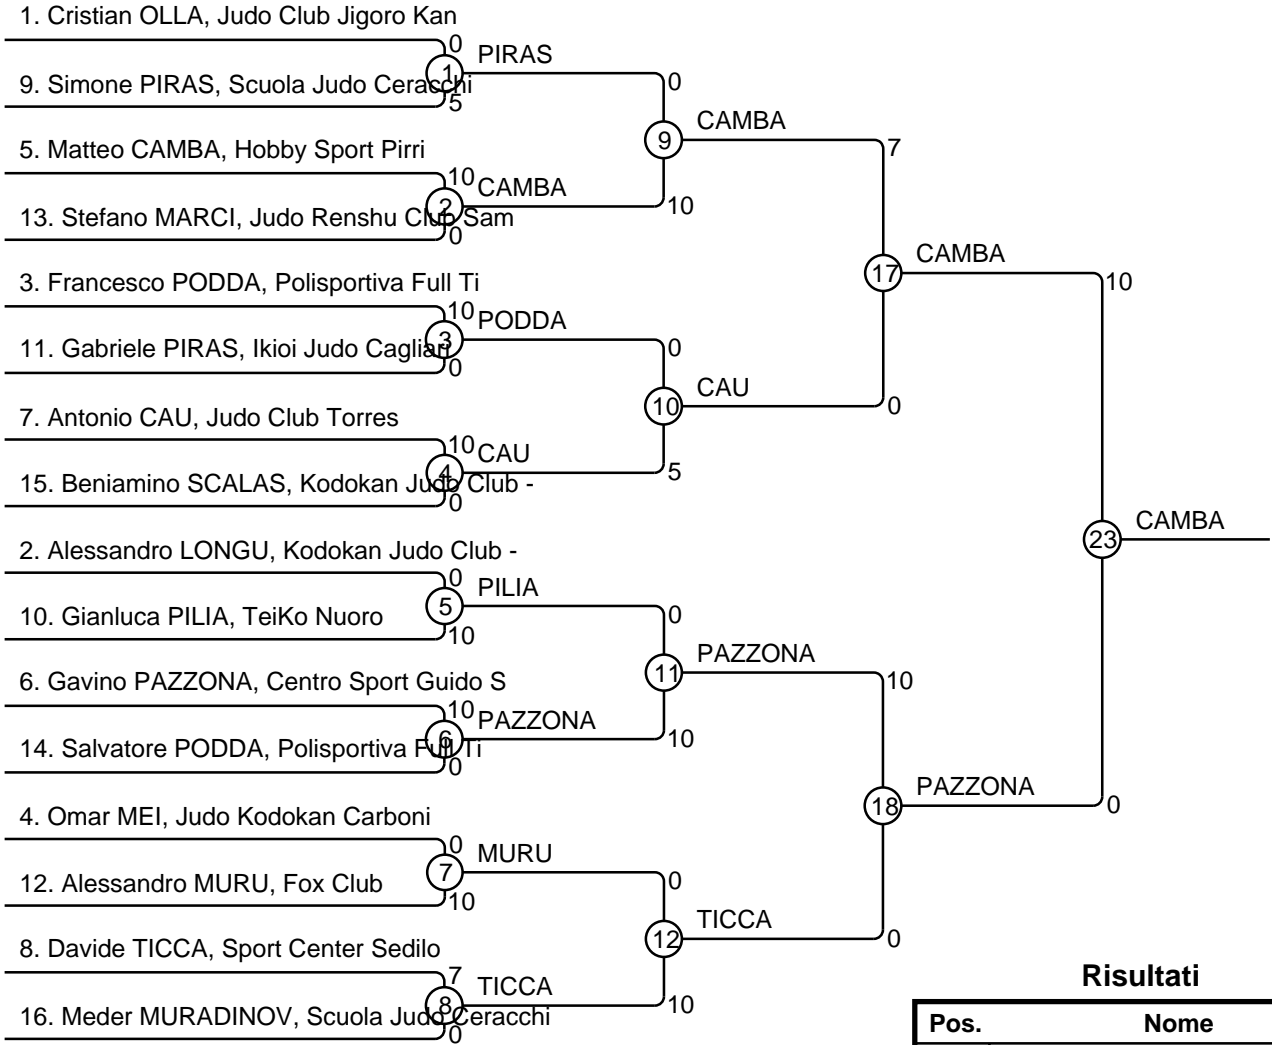 1. Cristian OLLA, Judo Club Jigoro Kan
0
PIRAS
1
9. Simone PIRAS, Scuola Judo Ceracchi
5
0
CAMBA
9
7
5. Matteo CAMBA, Hobby Sport Pirri
10
CAMBA
2
10
13. Stefano MARCI, Judo Renshu Club Sam
0
CAMBA
17
10
3. Francesco PODDA, Polisportiva Full Ti
10
PODDA
3
0
11. Gabriele PIRAS, Ikioi Judo Cagliari
0
CAU
10
0
7. Antonio CAU, Judo Club Torres
10
CAU
4
5
15. Beniamino SCALAS, Kodokan Judo Club -
0
CAMBA
23
2. Alessandro LONGU, Kodokan Judo Club -
0
PILIA
5
0
10. Gianluca PILIA, TeiKo Nuoro
10
PAZZONA
11
10
6. Gavino PAZZONA, Centro Sport Guido S
10
PAZZONA
6
10
14. Salvatore PODDA, Polisportiva Full Ti
0
PAZZONA
18
0
4. Omar MEI, Judo Kodokan Carboni
0
MURU
7
0
12. Alessandro MURU, Fox Club
10
TICCA
12
0
8. Davide TICCA, Sport Center Sedilo
7
TICCA
8
10
16. Meder MURADINOV, Scuola Judo Ceracchi
0
Risultati
Pos. Nome